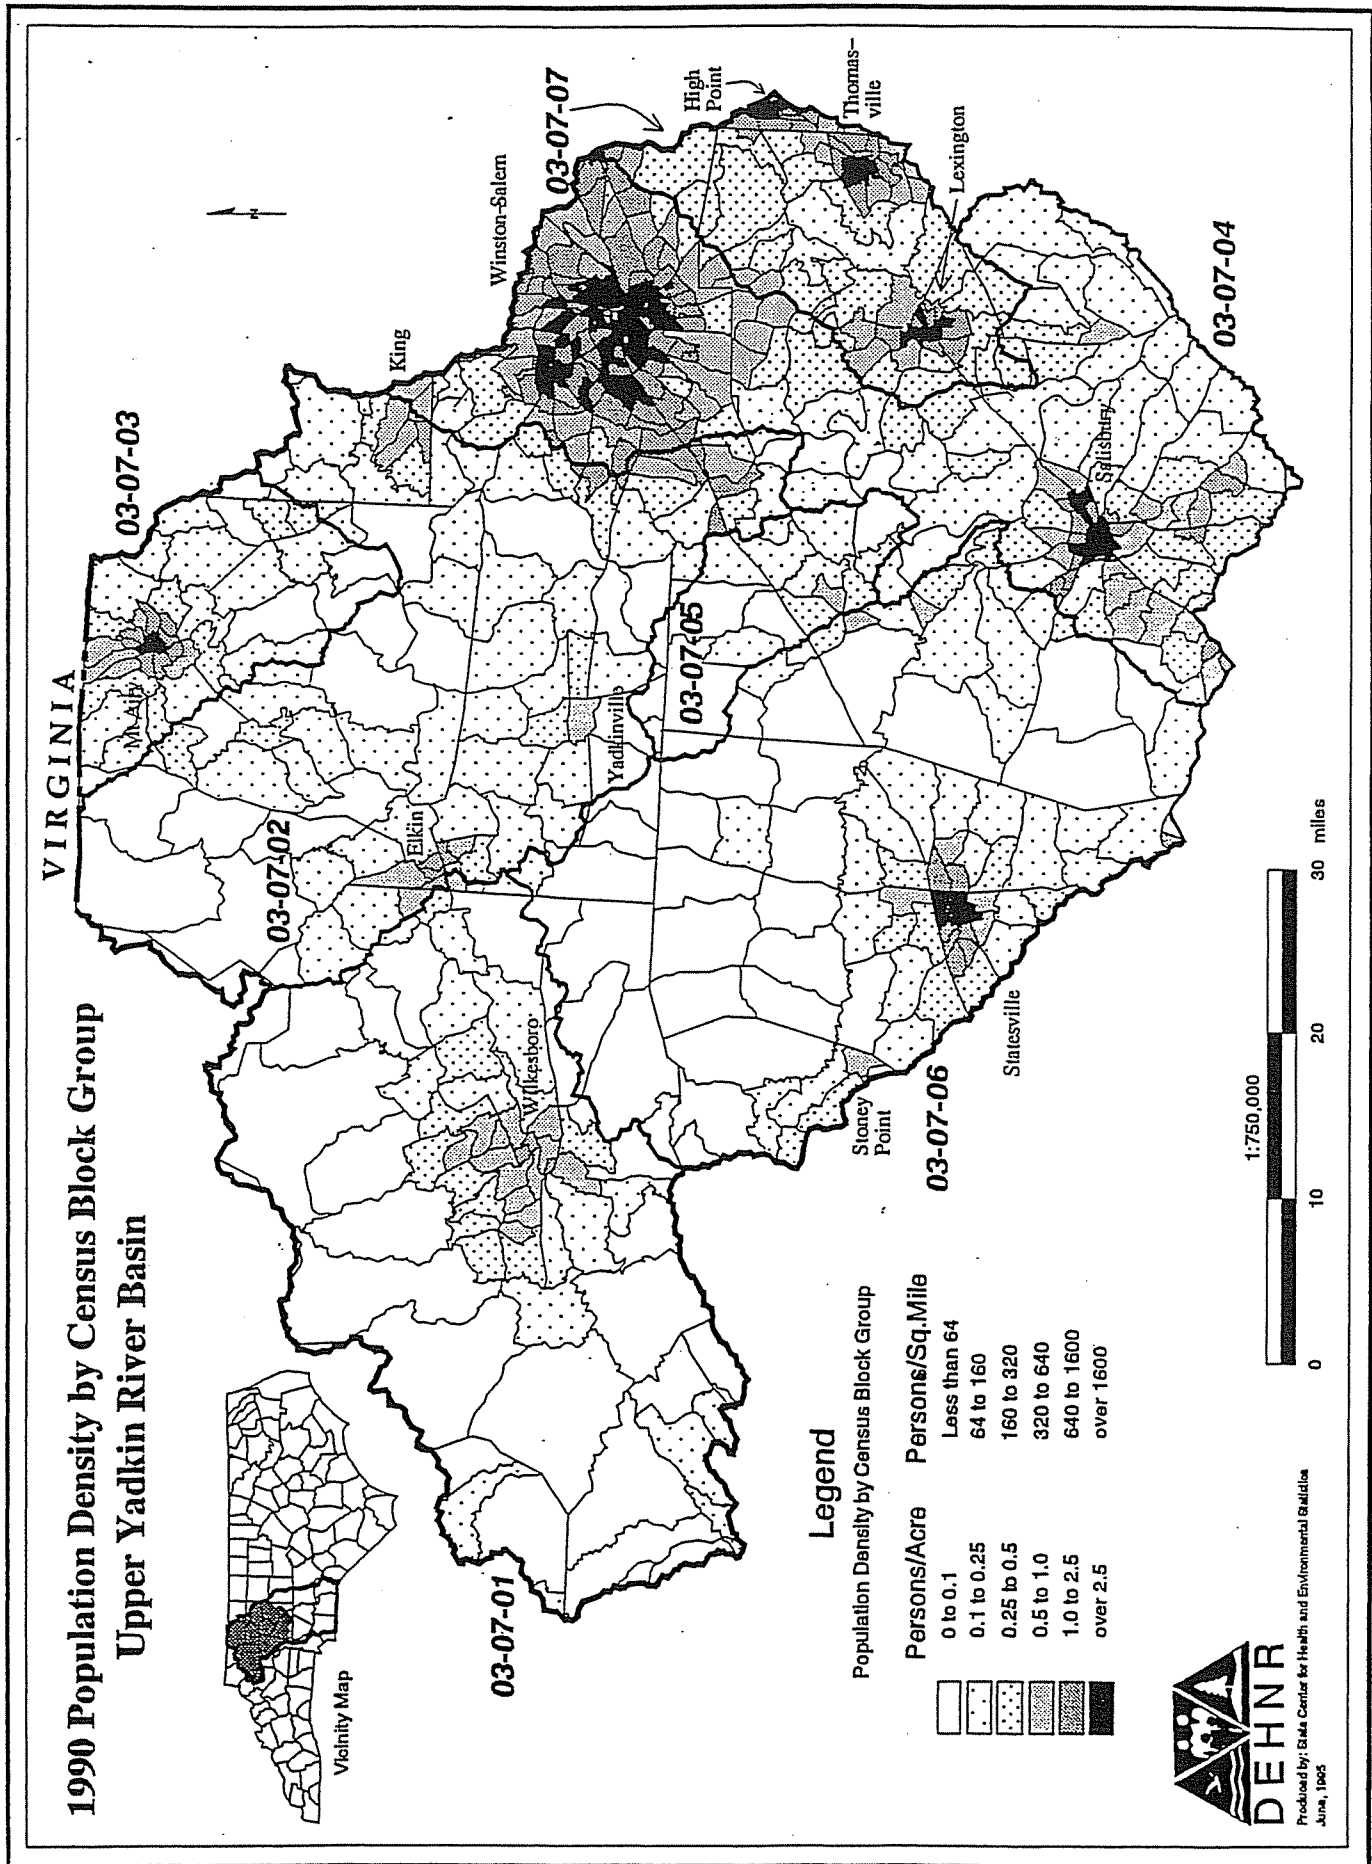 1990 Population Density by Census Block Group
Upper Yadkin River Basin
Vicinity Map
VIRGINIA
N
03-07-01
03-07-02
03-07-03
03-07-04
03-07-05
03-07-06
03-07-07
Mt Airy
King
Winston-Salem
High
Point
Thomas-
ville
Lexington
Salisbury
Elkin
Yadkinville
Wilkesboro
Stoney
Point
Statesville
Legend
Population Density by Census Block Group
Persons/Acre Persons/Sq.Mile
0 to 0.1 Less than 64
0.1 to 0.25 64 to 160
0.25 to 0.5 160 to 320
0.5 to 1.0 320 to 640
1.0 to 2.5 640 to 1600
over 2.5 over 1600
1:750,000
0 10 20 30 miles
DEHNR
Produced by: State Center for Health and Environmental Statistics
June, 1995